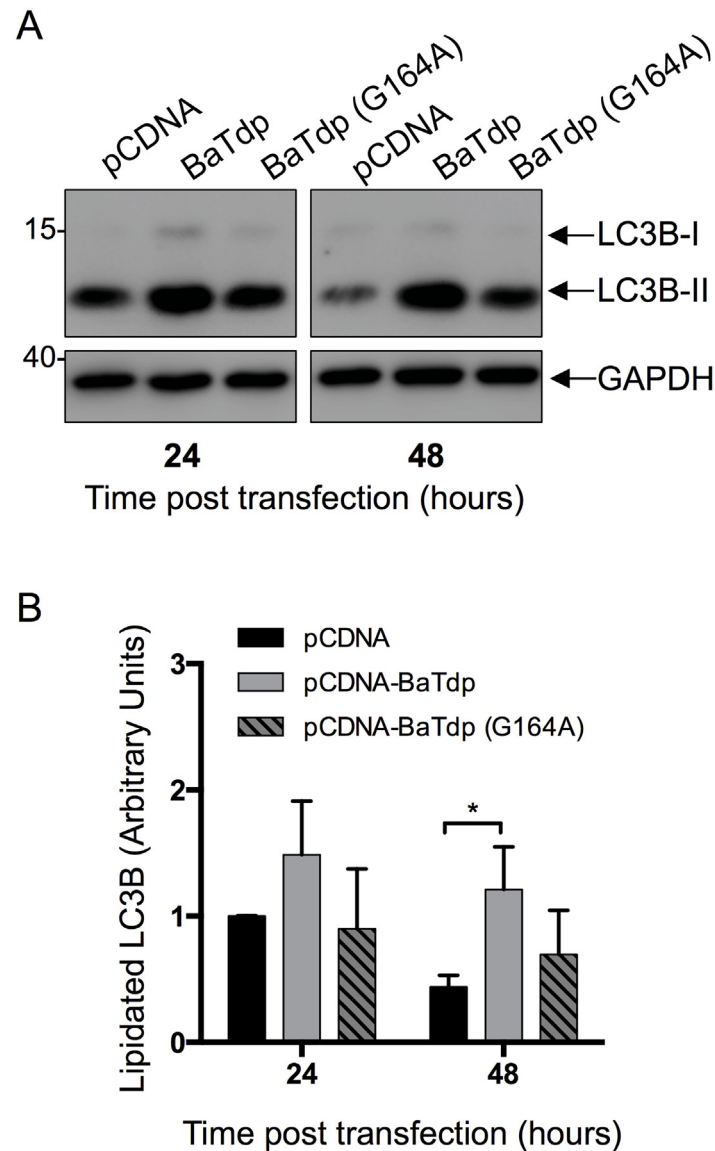 A
pCDNA BaTdp BaTdp (G164A) pCDNA BaTdp BaTdp (G164A)
15 LC3B-I
LC3B-II
40
GAPDH
24 48
Time post transfection (hours)
B
pCDNA
pCDNA-BaTdp
pCDNA-BaTdp (G164A)
Lipidated LC3B (Arbitrary Units)
3
2
*
1
0
24 48
Time post transfection (hours)